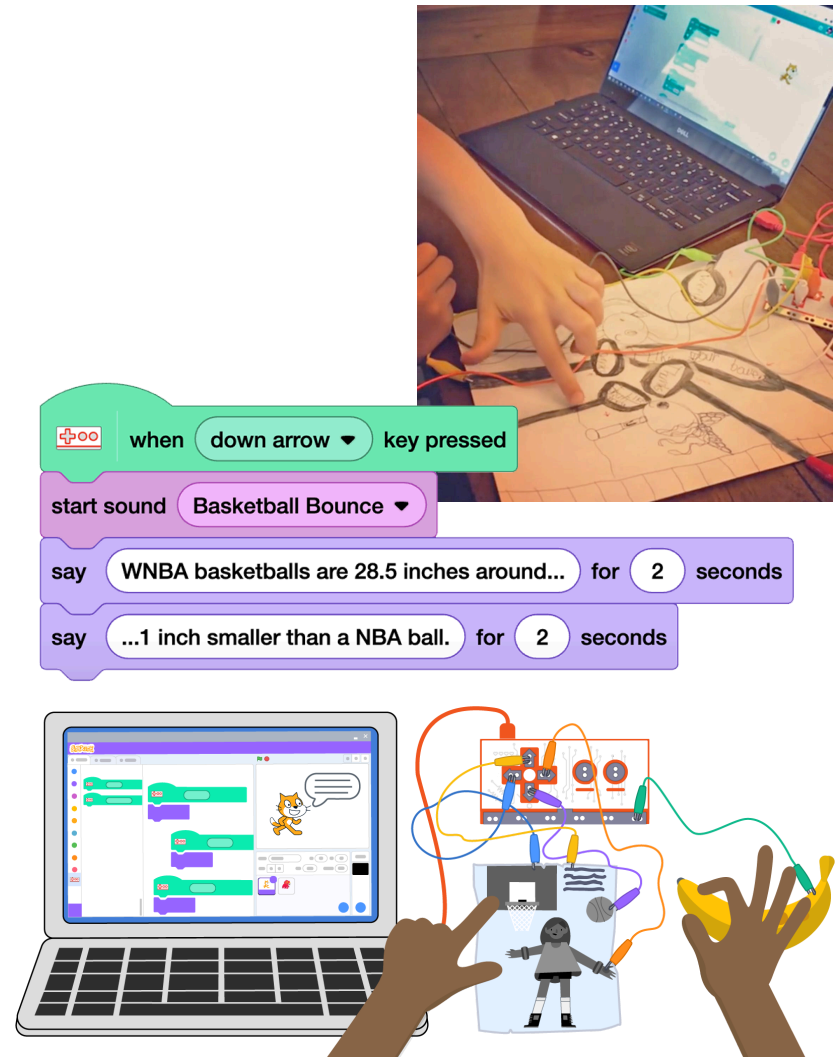 DELL
when down arrow key pressed
start sound Basketball Bounce
say WNBA basketballs are 28.5 inches around... for 2 seconds
say ...1 inch smaller than a NBA ball. for 2 seconds